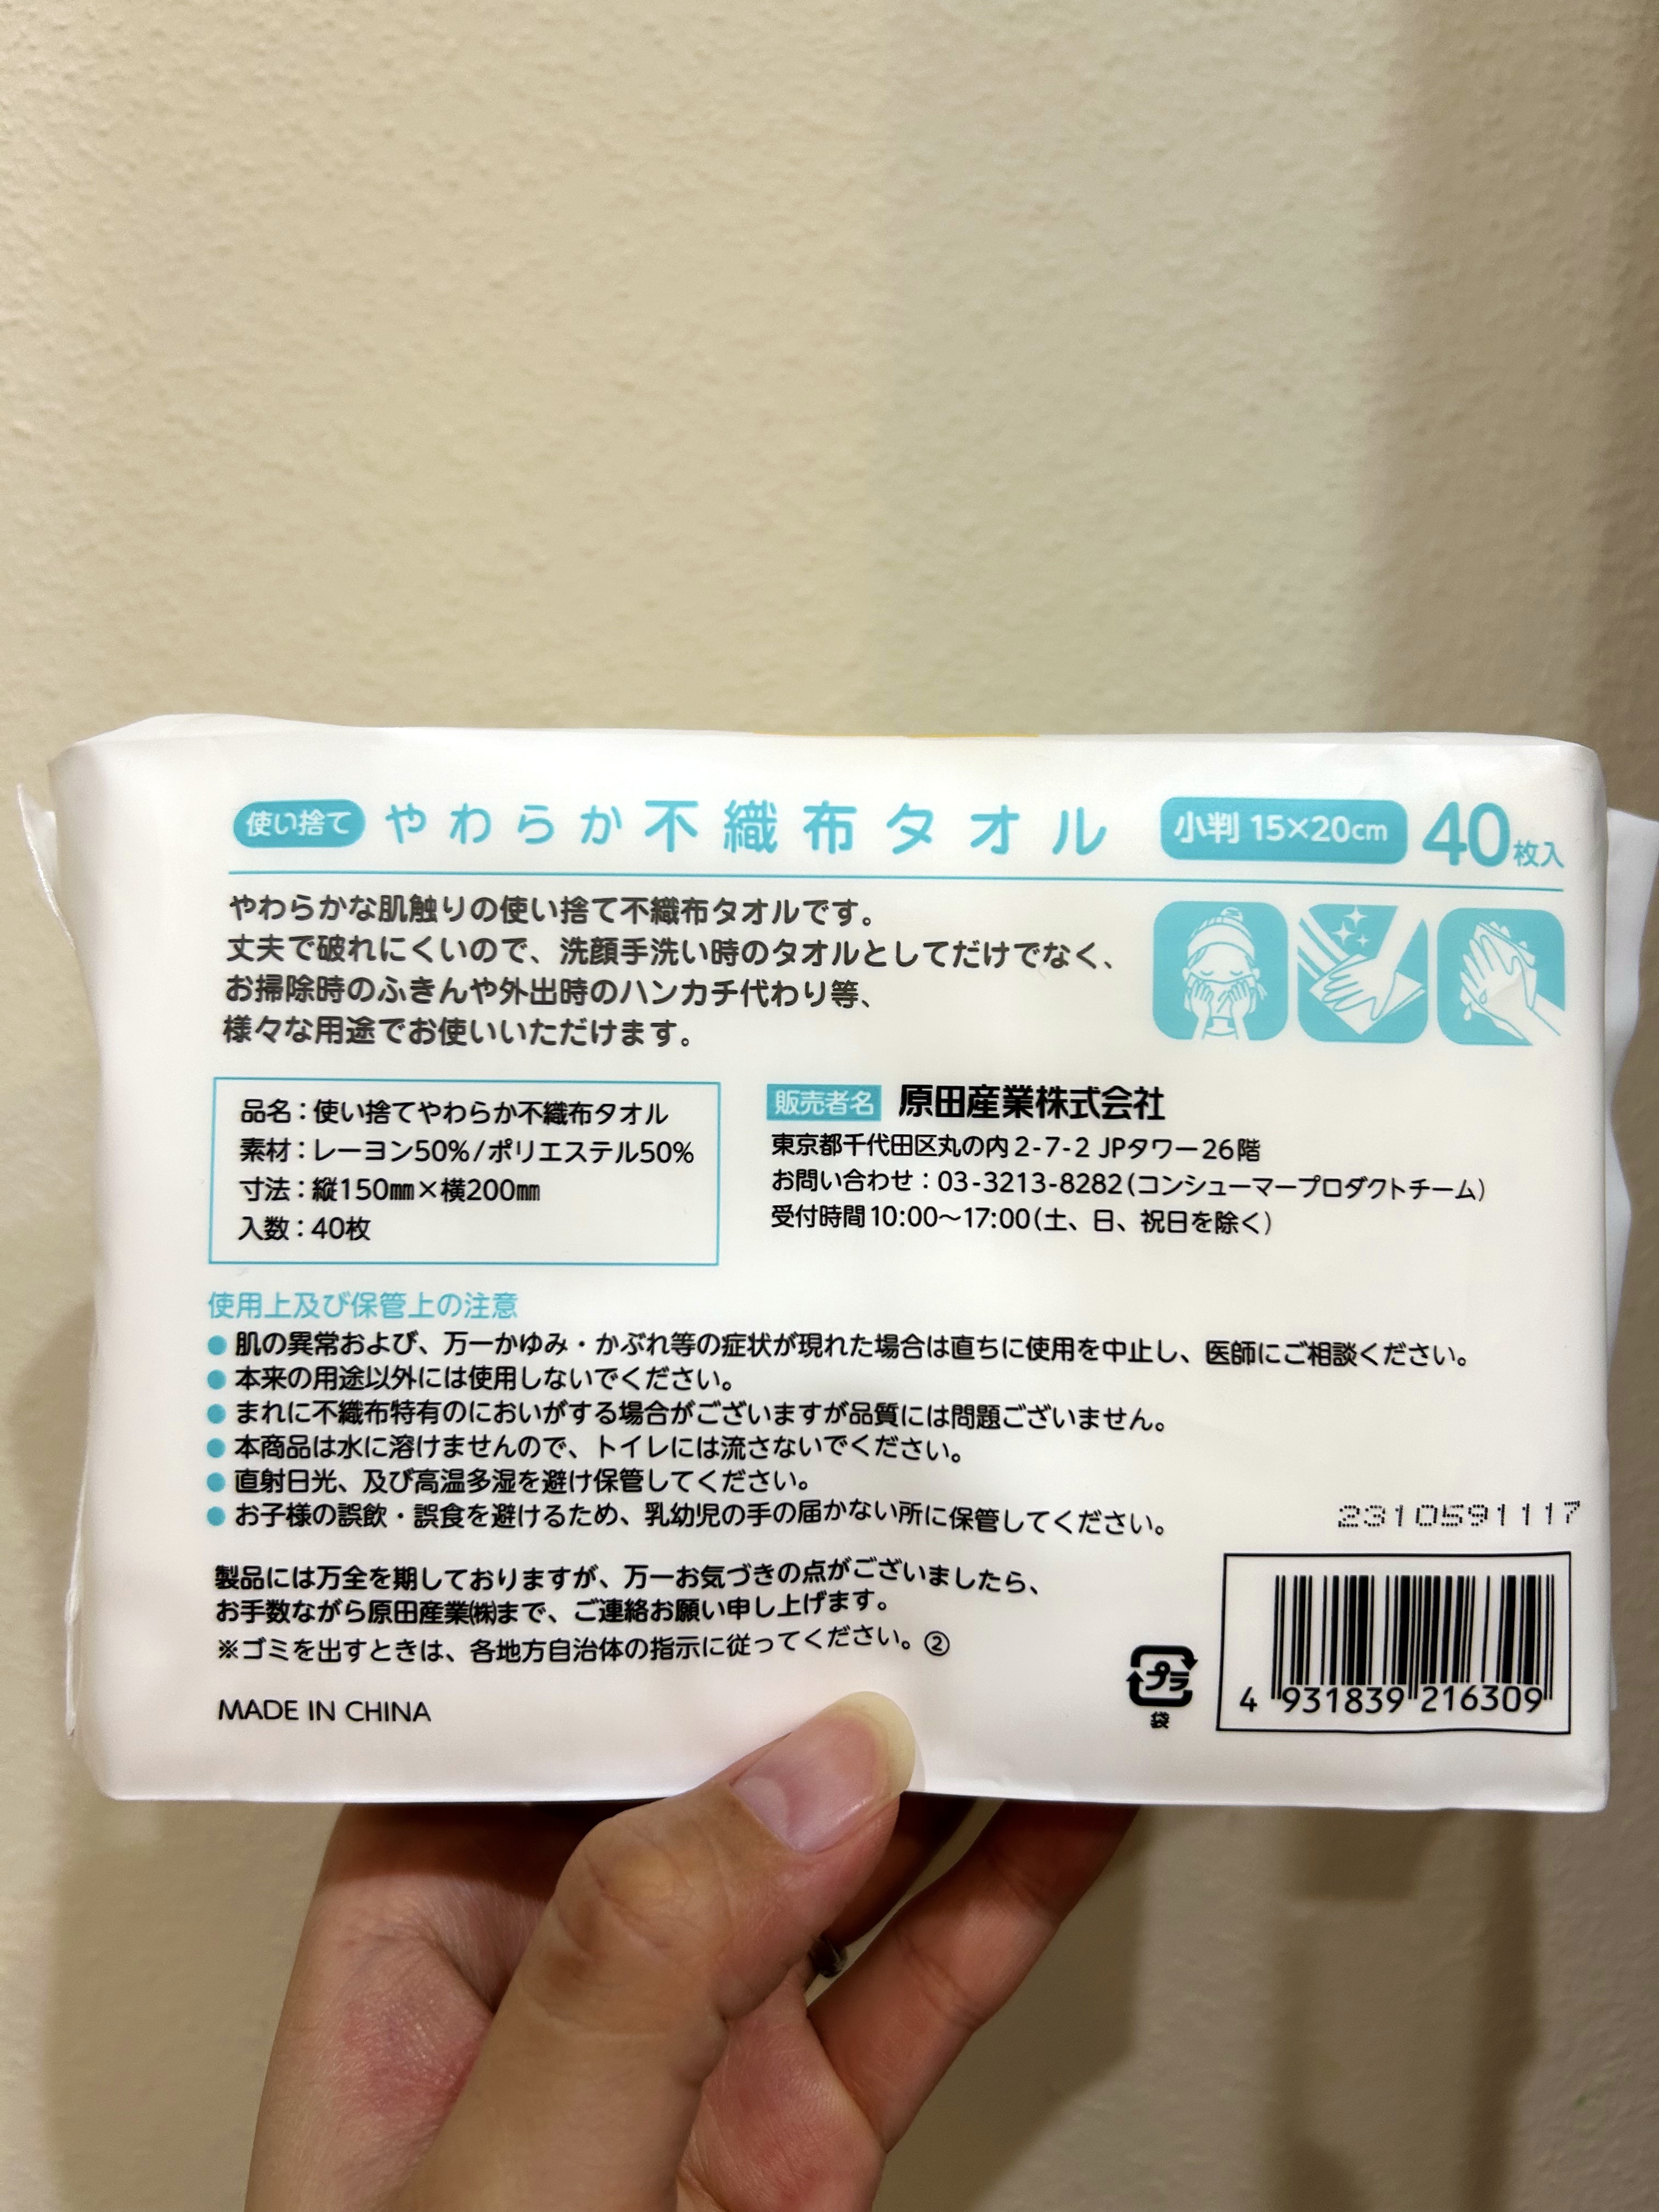 使い捨て やわらか不織布タオル 小判 15×20cm 40枚入
やわらかな肌触りの使い捨て不織布タオルです。
丈夫で破れにくいので、洗顔手洗い時のタオルとしてだけでなく、
お掃除時のふきんや外出時のハンカチ代わり等、
様々な用途でお使いいただけます。
品名：使い捨てやわらか不織布タオル
素材：レーヨン50%/ポリエステル50%
寸法：縦150㎜×横200㎜
入数：40枚
販売者名 原田産業株式会社
東京都千代田区丸の内2-7-2 JPタワー26階
お問い合わせ：03-3213-8282(コンシューマープロダクトチーム)
受付時間10:00～17:00(土、日、祝日を除く)
使用上及び保管上の注意
●肌の異常および、万一かゆみ・かぶれ等の症状が現れた場合は直ちに使用を中止し、医師にご相談ください。
●本来の用途以外には使用しないでください。
●まれに不織布特有のにおいがする場合がございますが品質には問題ございません。
●本商品は水に溶けませんので、トイレには流さないでください。
●直射日光、及び高温多湿を避け保管してください。
●お子様の誤飲・誤食を避けるため、乳幼児の手の届かない所に保管してください。
2310591117
製品には万全を期しておりますが、万一お気づきの点がございましたら、
お手数ながら原田産業㈱まで、ご連絡お願い申し上げます。
※ゴミを出すときは、各地方自治体の指示に従ってください。②
MADE IN CHINA
プラ
袋
4 931839 216309